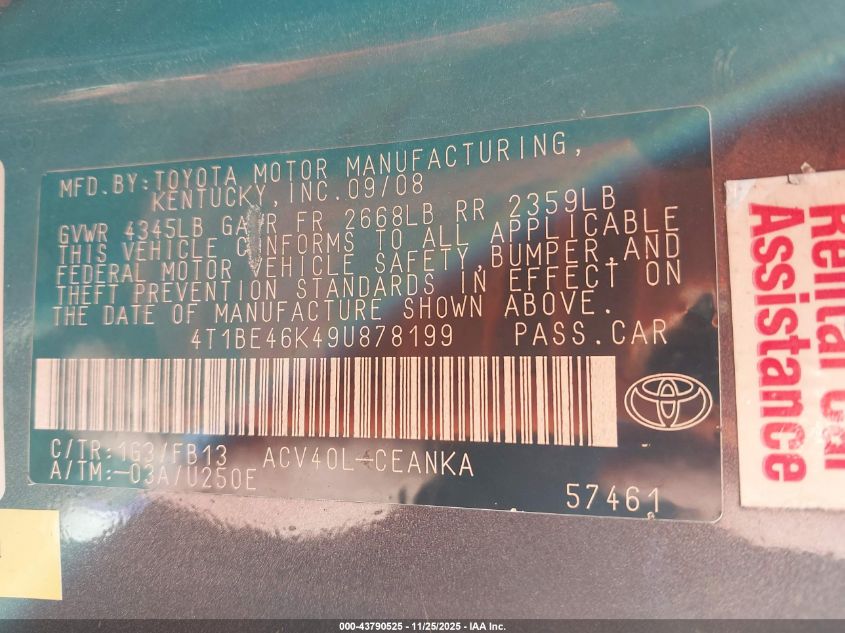 MFD.BY:TOYOTA MOTOR MANUFACTURING,
KENTUCKY, INC. 09/08
GVWR 4345LB GAWR FR 2668LB RR 2359LB
THIS VEHICLE CONFORMS TO ALL APPLICABLE
FEDERAL MOTOR VEHICLE SAFETY,BUMPER,AND
THEFT PREVENTION STANDARDS IN EFFECT ON
THE DATE OF MANUFACTURE SHOWN ABOVE.
4T1BE46K49U878199 PASS.CAR
C/TR:1G3/FB13 ACV40L-CEANKA
A/TM:-03A/U250E
57461
Rental Car
Assistance
000-43790525 - 11/25/2025 - IAA Inc.